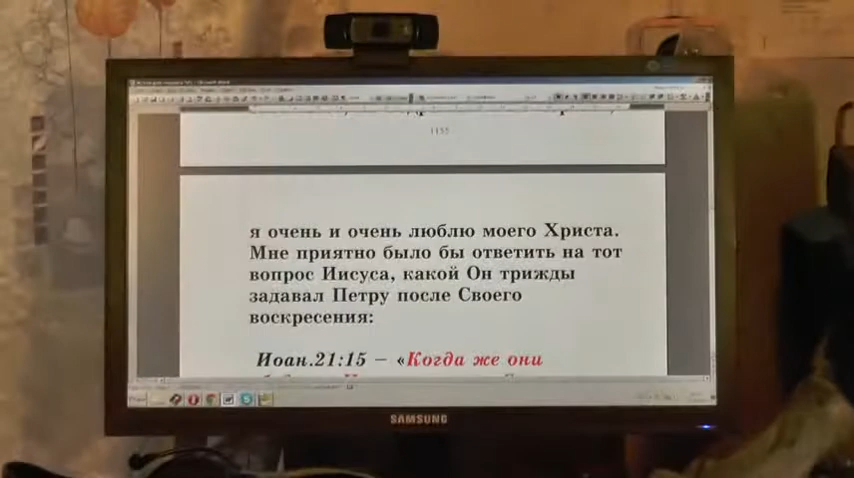 1155
я очень и очень люблю моего Христа.
Мне приятно было бы ответить на тот
вопрос Иисуса, какой Он трижды
задавал Петру после Своего
воскресения:
Иоан.21:15 – «Когда же они
SAMSUNG